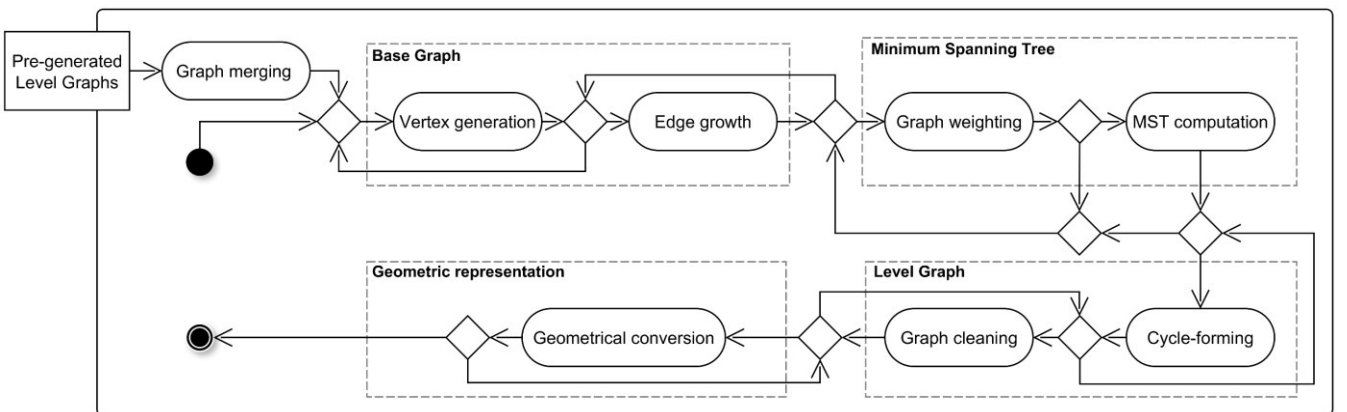 Pre-generated
Level Graphs
Graph merging
Base Graph
Vertex generation
Edge growth
Minimum Spanning Tree
Graph weighting
MST computation
Geometric representation
Geometrical conversion
Level Graph
Graph cleaning
Cycle-forming